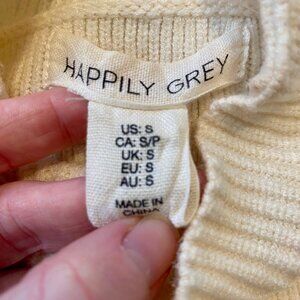 HAPPILY GREY
US: S
CA: S/P
UK: S
EU: S
AU: S
MADE IN
CHINA